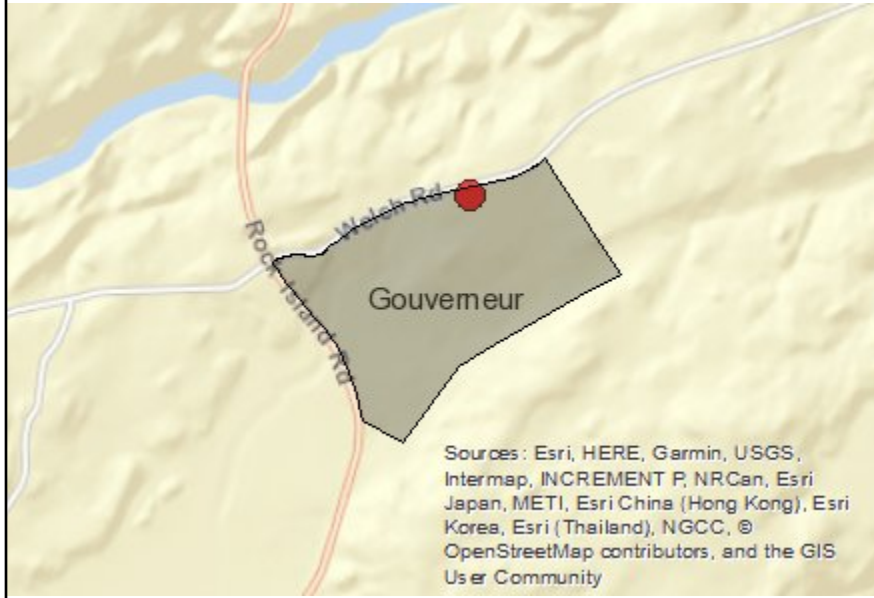 Welch Rd
Rock Island Rd
Gouverneur
Sources: Esri, HERE, Garmin, USGS,
Intermap, INCREMENT P, NRCan, Esri
Japan, METI, Esri China (Hong Kong), Esri
Korea, Esri (Thailand), NGCC, ©
OpenStreetMap contributors, and the GIS
User Community